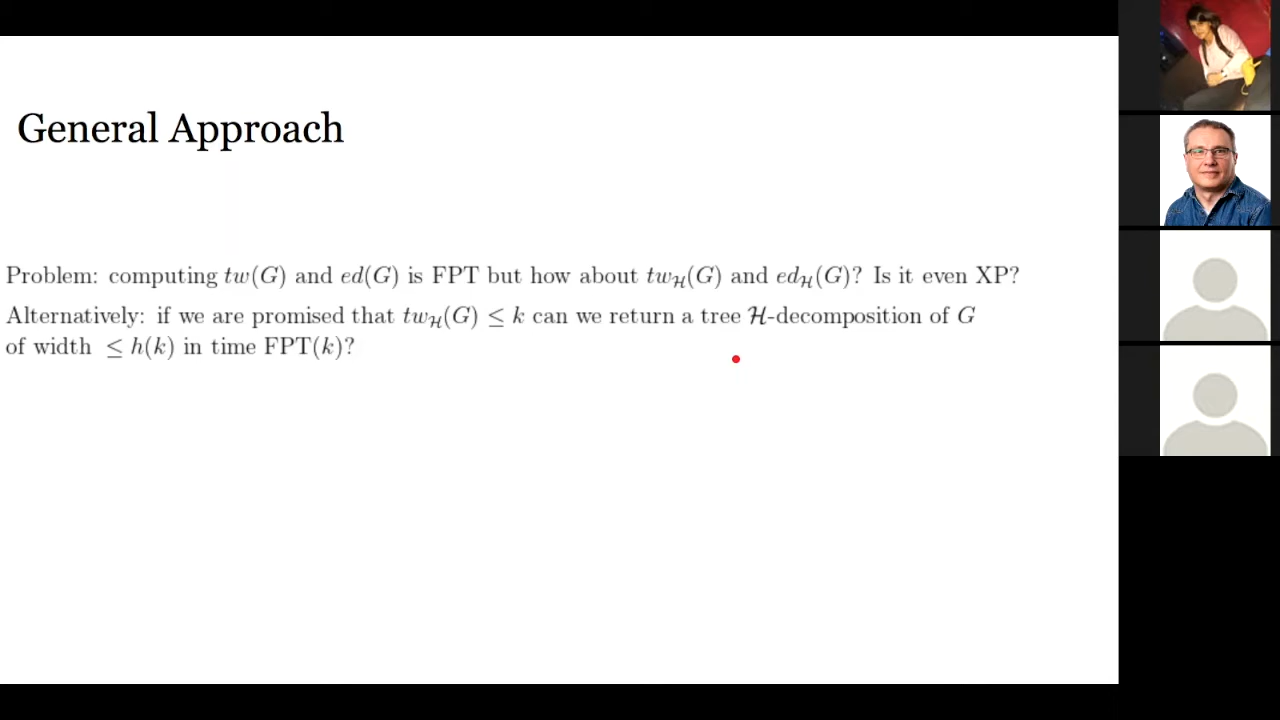 General Approach
Problem: computing tw(G) and ed(G) is FPT but how about tw_ℋ(G) and ed_ℋ(G)? Is it even XP?
Alternatively: if we are promised that tw_ℋ(G) ≤ k can we return a tree ℋ-decomposition of G
of width ≤ h(k) in time FPT(k)?